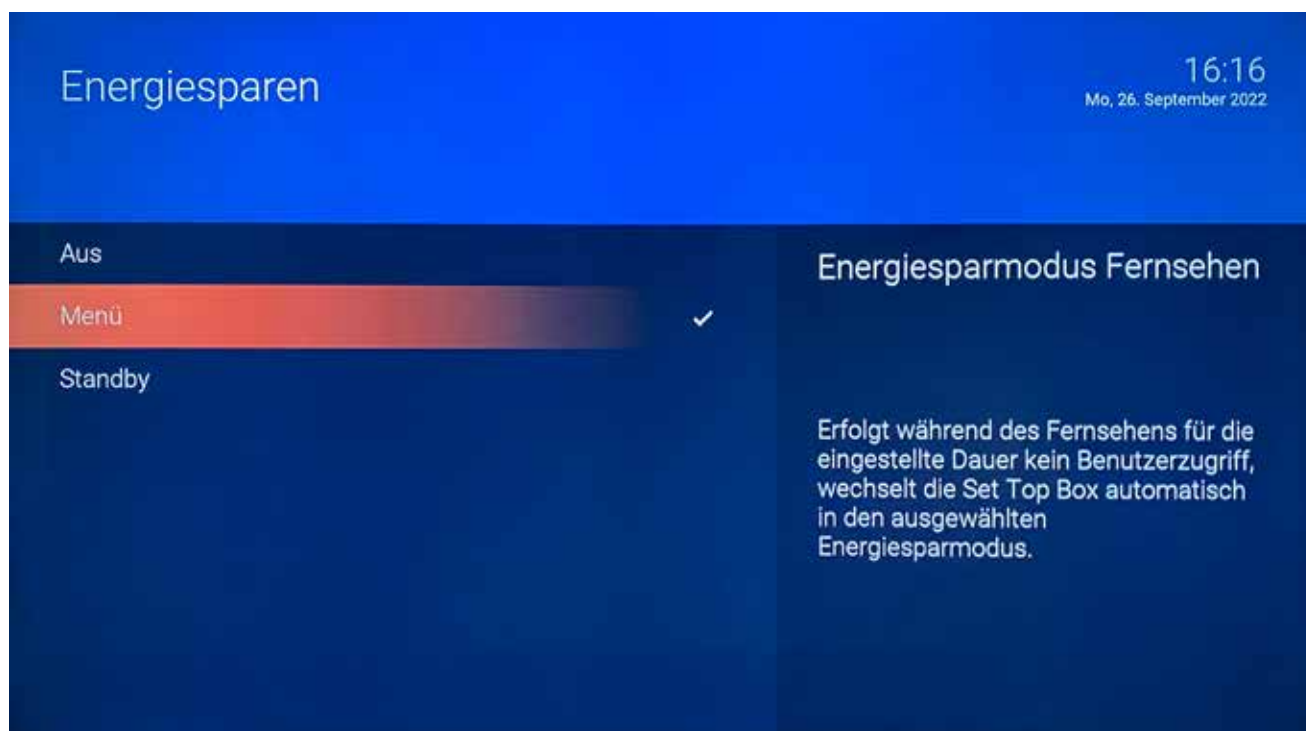 Energiesparen
16:16
Mo, 26. September 2022
Aus
Menü
Standby
Energiesparmodus Fernsehen
Erfolgt während des Fernsehens für die
eingestellte Dauer kein Benutzerzugriff,
wechselt die Set Top Box automatisch
in den ausgewählten
Energiesparmodus.